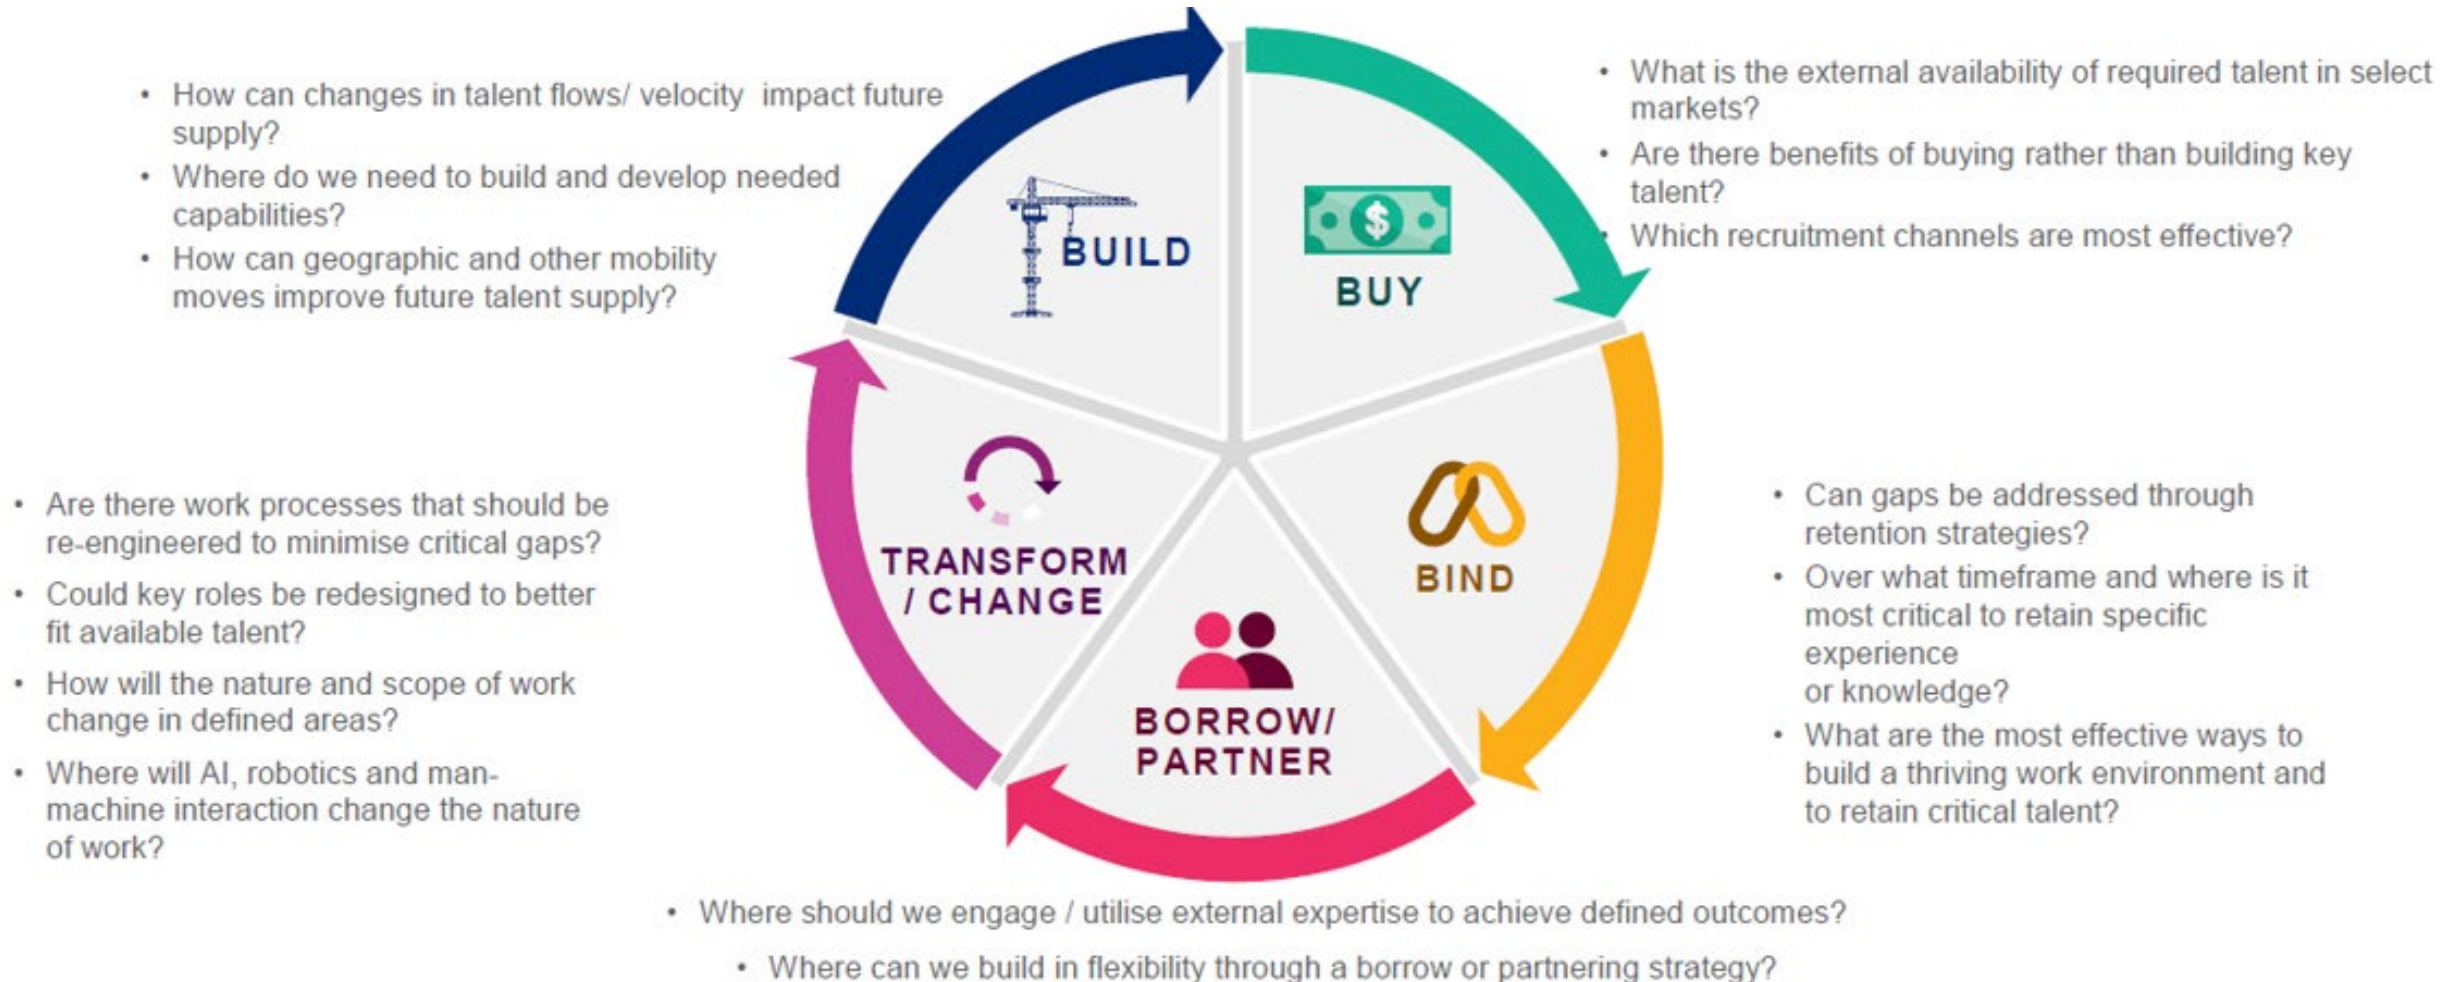 • How can changes in talent flows/ velocity impact future
supply?
• Where do we need to build and develop needed
capabilities?
• How can geographic and other mobility
moves improve future talent supply?
BUILD
$
BUY
• What is the external availability of required talent in select
markets?
• Are there benefits of buying rather than building key
talent?
• Which recruitment channels are most effective?
BIND
• Can gaps be addressed through
retention strategies?
• Over what timeframe and where is it
most critical to retain specific
experience
or knowledge?
• What are the most effective ways to
build a thriving work environment and
to retain critical talent?
BORROW/
PARTNER
• Where should we engage / utilise external expertise to achieve defined outcomes?
• Where can we build in flexibility through a borrow or partnering strategy?
TRANSFORM
/ CHANGE
• Are there work processes that should be
re-engineered to minimise critical gaps?
• Could key roles be redesigned to better
fit available talent?
• How will the nature and scope of work
change in defined areas?
• Where will AI, robotics and man-
machine interaction change the nature
of work?